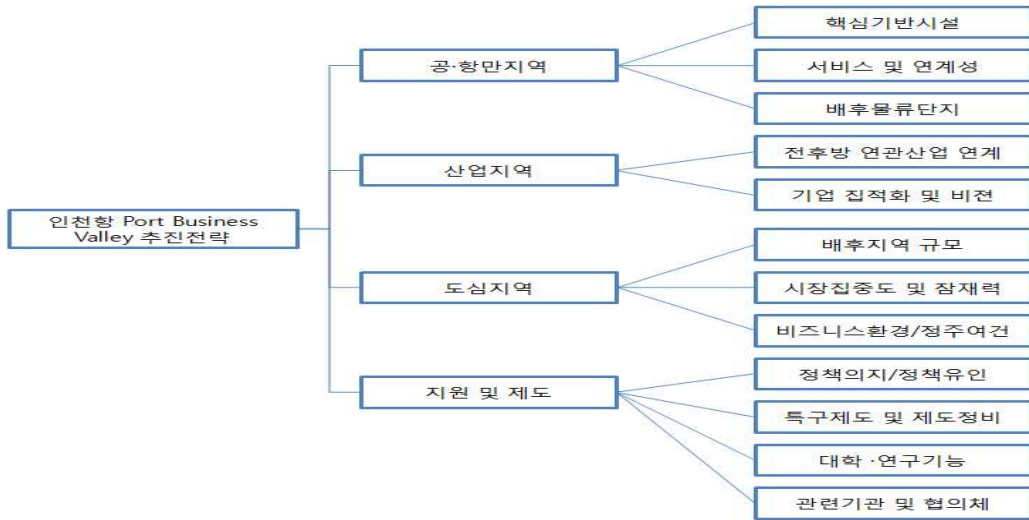 인천항 Port Business
Valley 추진전략
공·항만지역
핵심기반시설
서비스 및 연계성
배후물류단지
산업지역
전후방 연관산업 연계
기업 집적화 및 비젼
도심지역
배후지역 규모
시장집중도 및 잠재력
비즈니스환경/정주여건
지원 및 제도
정책의지/정책유인
특구제도 및 제도정비
대학 ·연구기능
관련기관 및 협의체